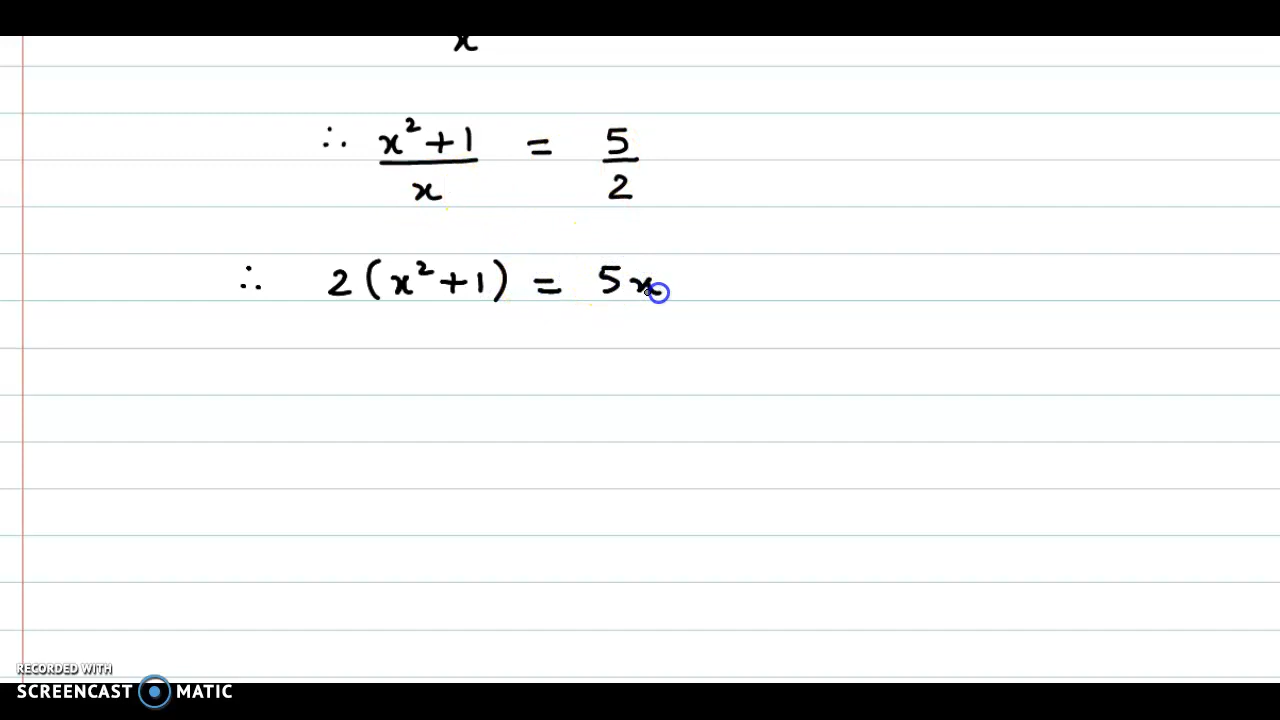 x
∴ x²+1 / x = 5 / 2
∴ 2(x²+1) = 5x
RECORDED WITH
SCREENCAST MATIC